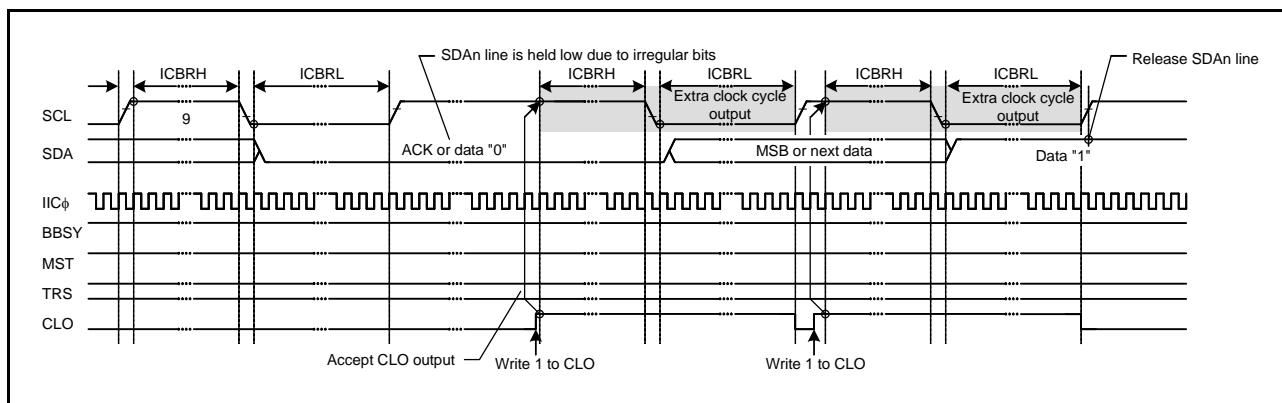 SDAn line is held low due to irregular bits
Release SDAn line
ICBRH
ICBRL
ICBRH
ICBRL
ICBRH
ICBRL
SCL
9
Extra clock cycle
output
Extra clock cycle
output
SDA
ACK or data "0"
MSB or next data
Data "1"
IICϕ
BBSY
MST
TRS
CLO
Accept CLO output
Write 1 to CLO
Write 1 to CLO